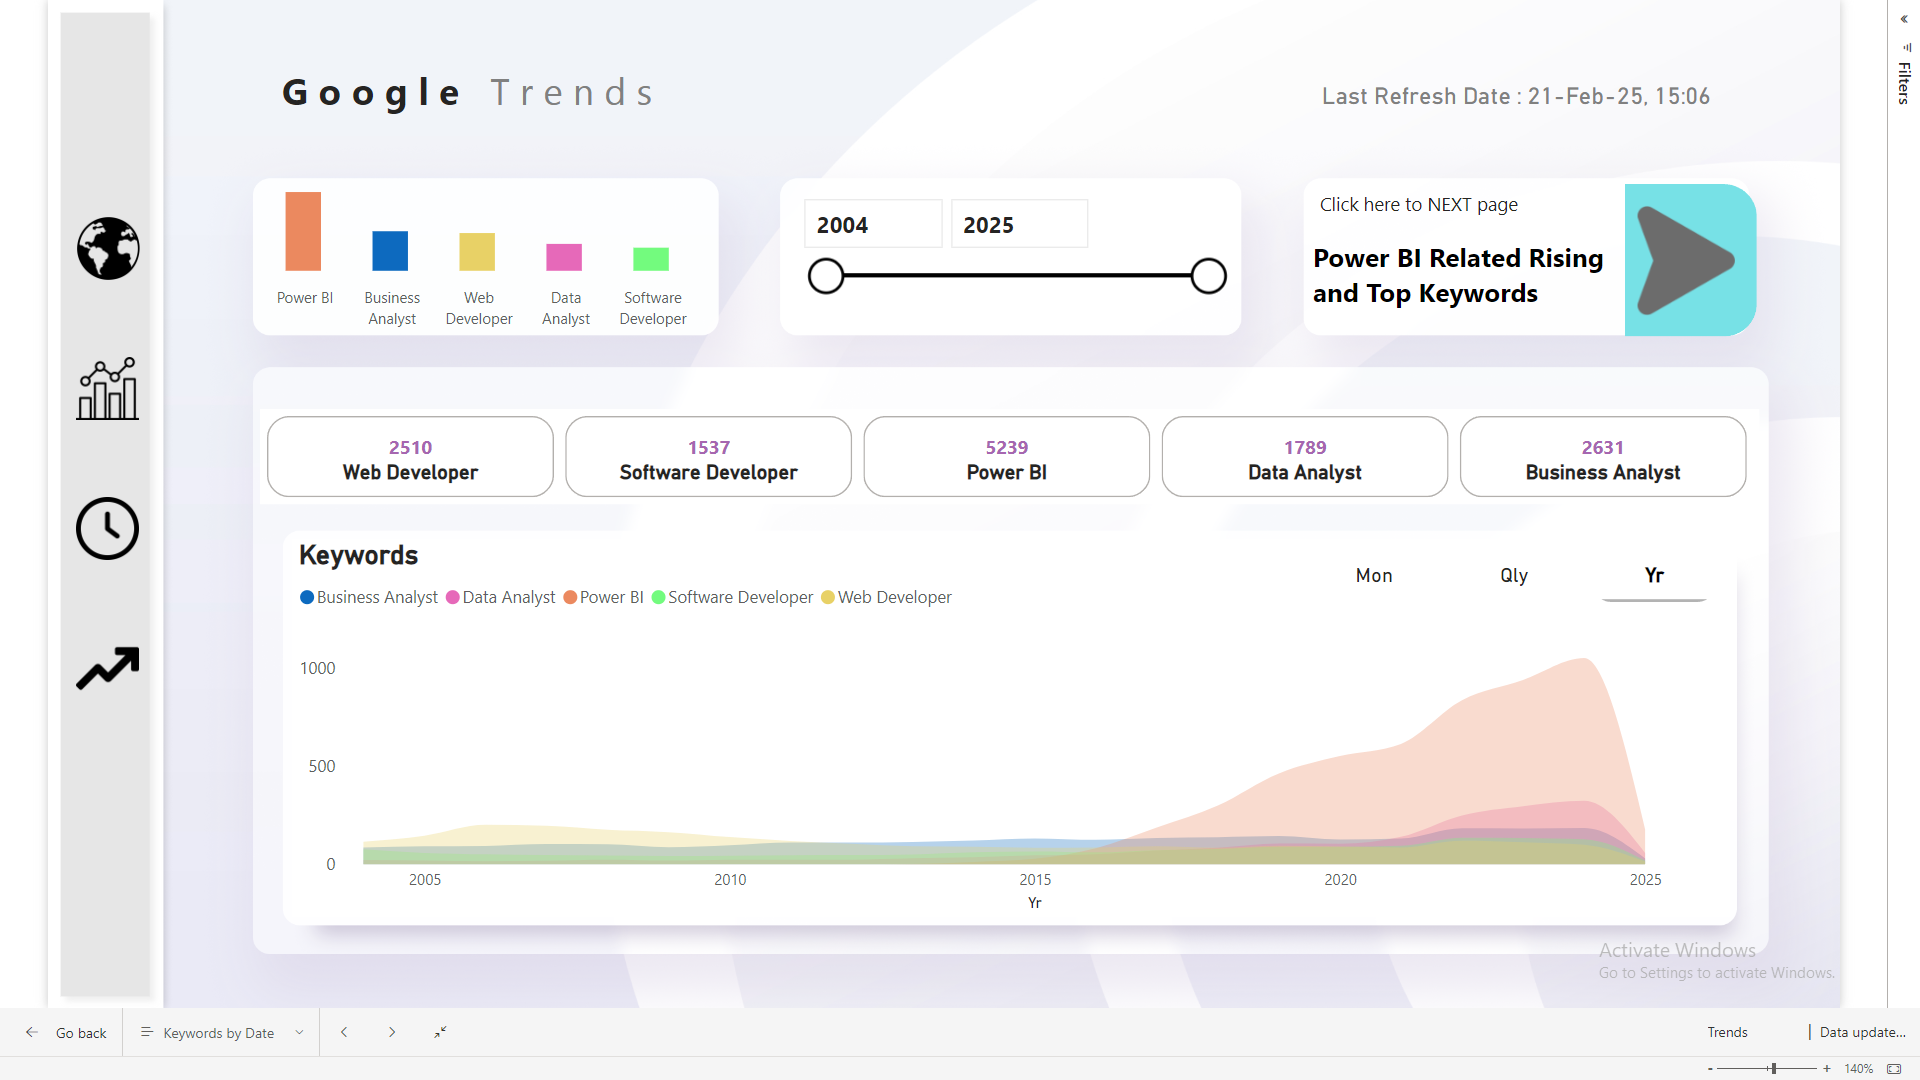 Google Trends
Last Refresh Date : 21-Feb-25, 15:06
Filters
Power BI
Business Analyst
Web Developer
Data Analyst
Software Developer
2004
2025
Click here to NEXT page
Power BI Related Rising
and Top Keywords
2510
Web Developer
1537
Software Developer
5239
Power BI
1789
Data Analyst
2631
Business Analyst
Keywords
Business Analyst Data Analyst Power BI Software Developer Web Developer
Mon
Qly
Yr
1000
500
0
2005 2010 2015 2020 2025
Yr
Activate Windows
Go to Settings to activate Windows.
Go back
Keywords by Date
Trends
Data update...
- + 140%